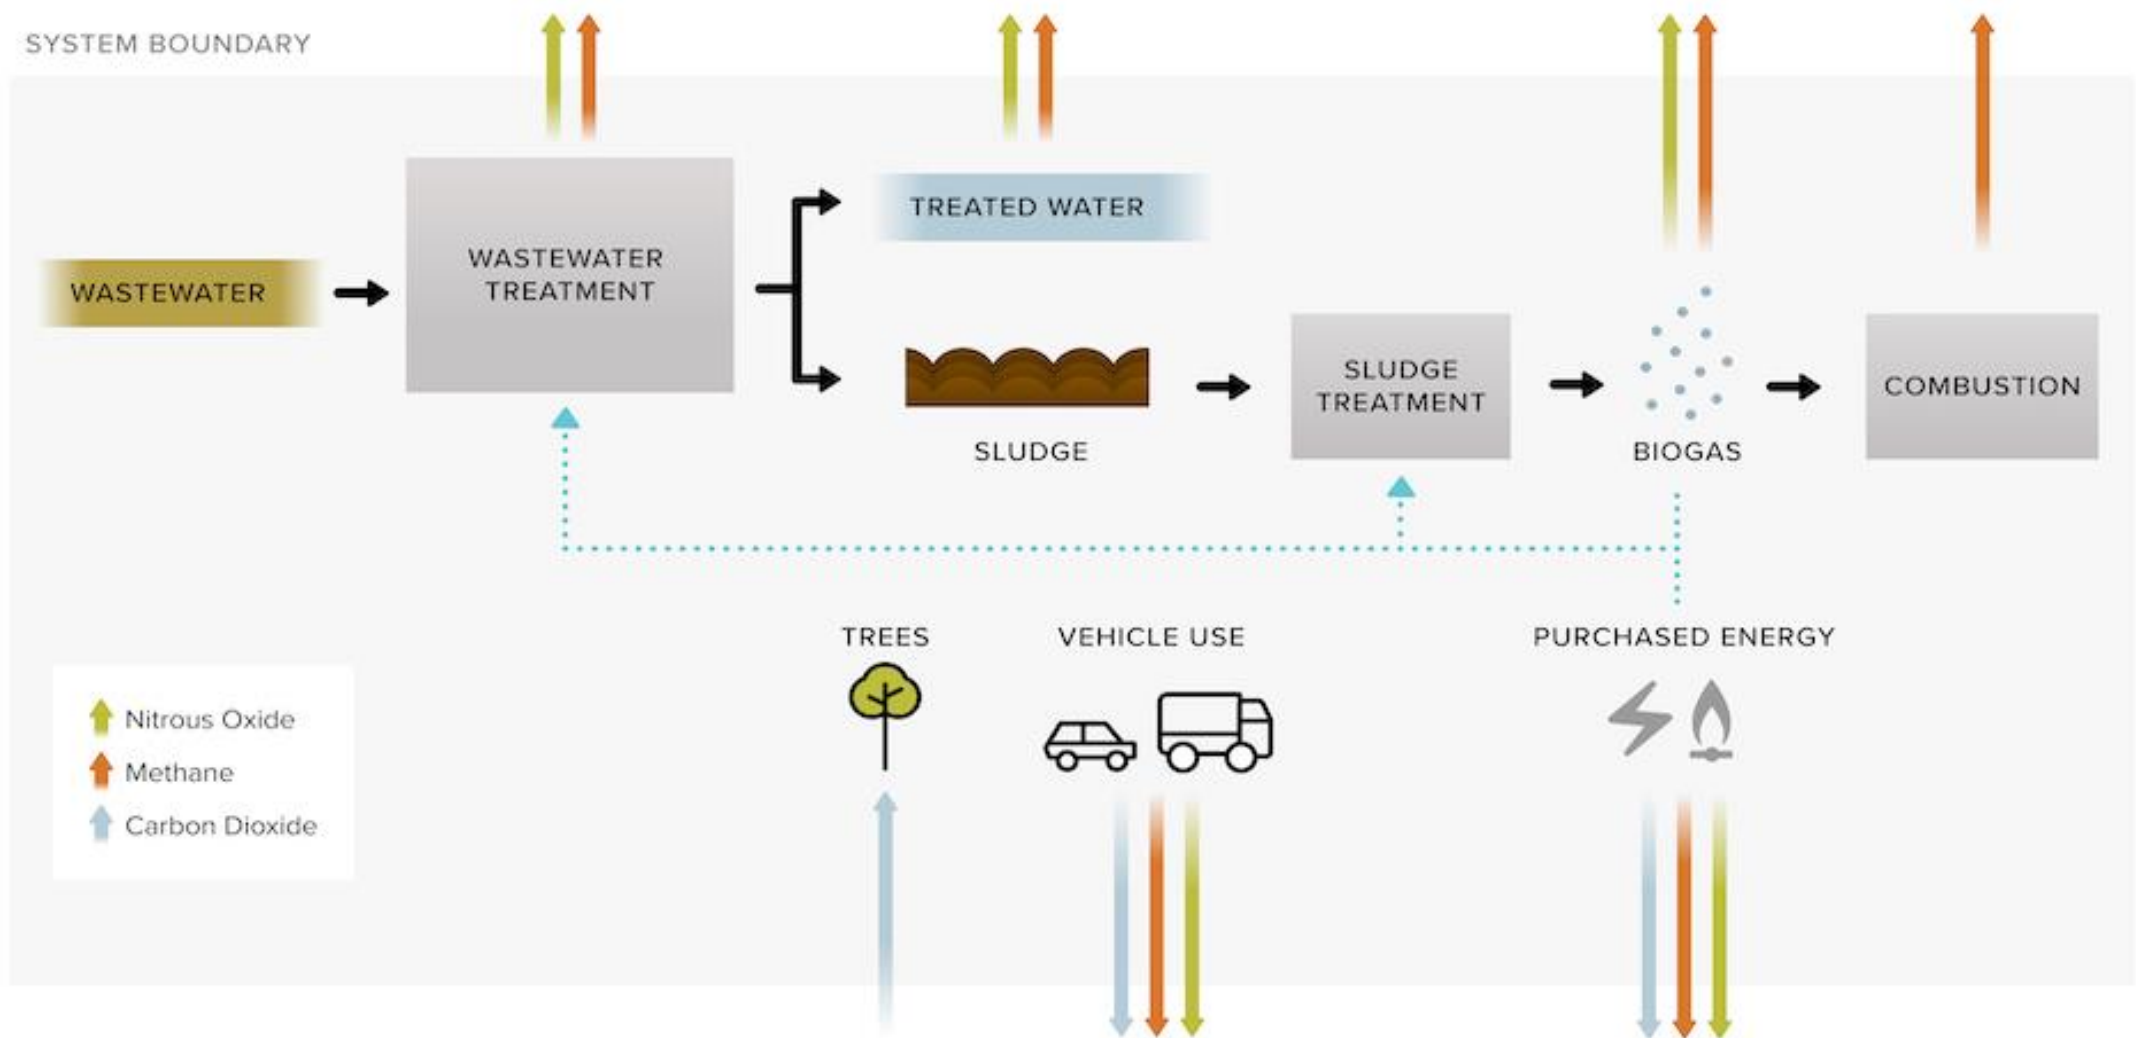 SYSTEM BOUNDARY
WASTEWATER
WASTEWATER
TREATMENT
TREATED WATER
SLUDGE
SLUDGE
TREATMENT
BIOGAS
COMBUSTION
TREES
VEHICLE USE
PURCHASED ENERGY
Nitrous Oxide
Methane
Carbon Dioxide